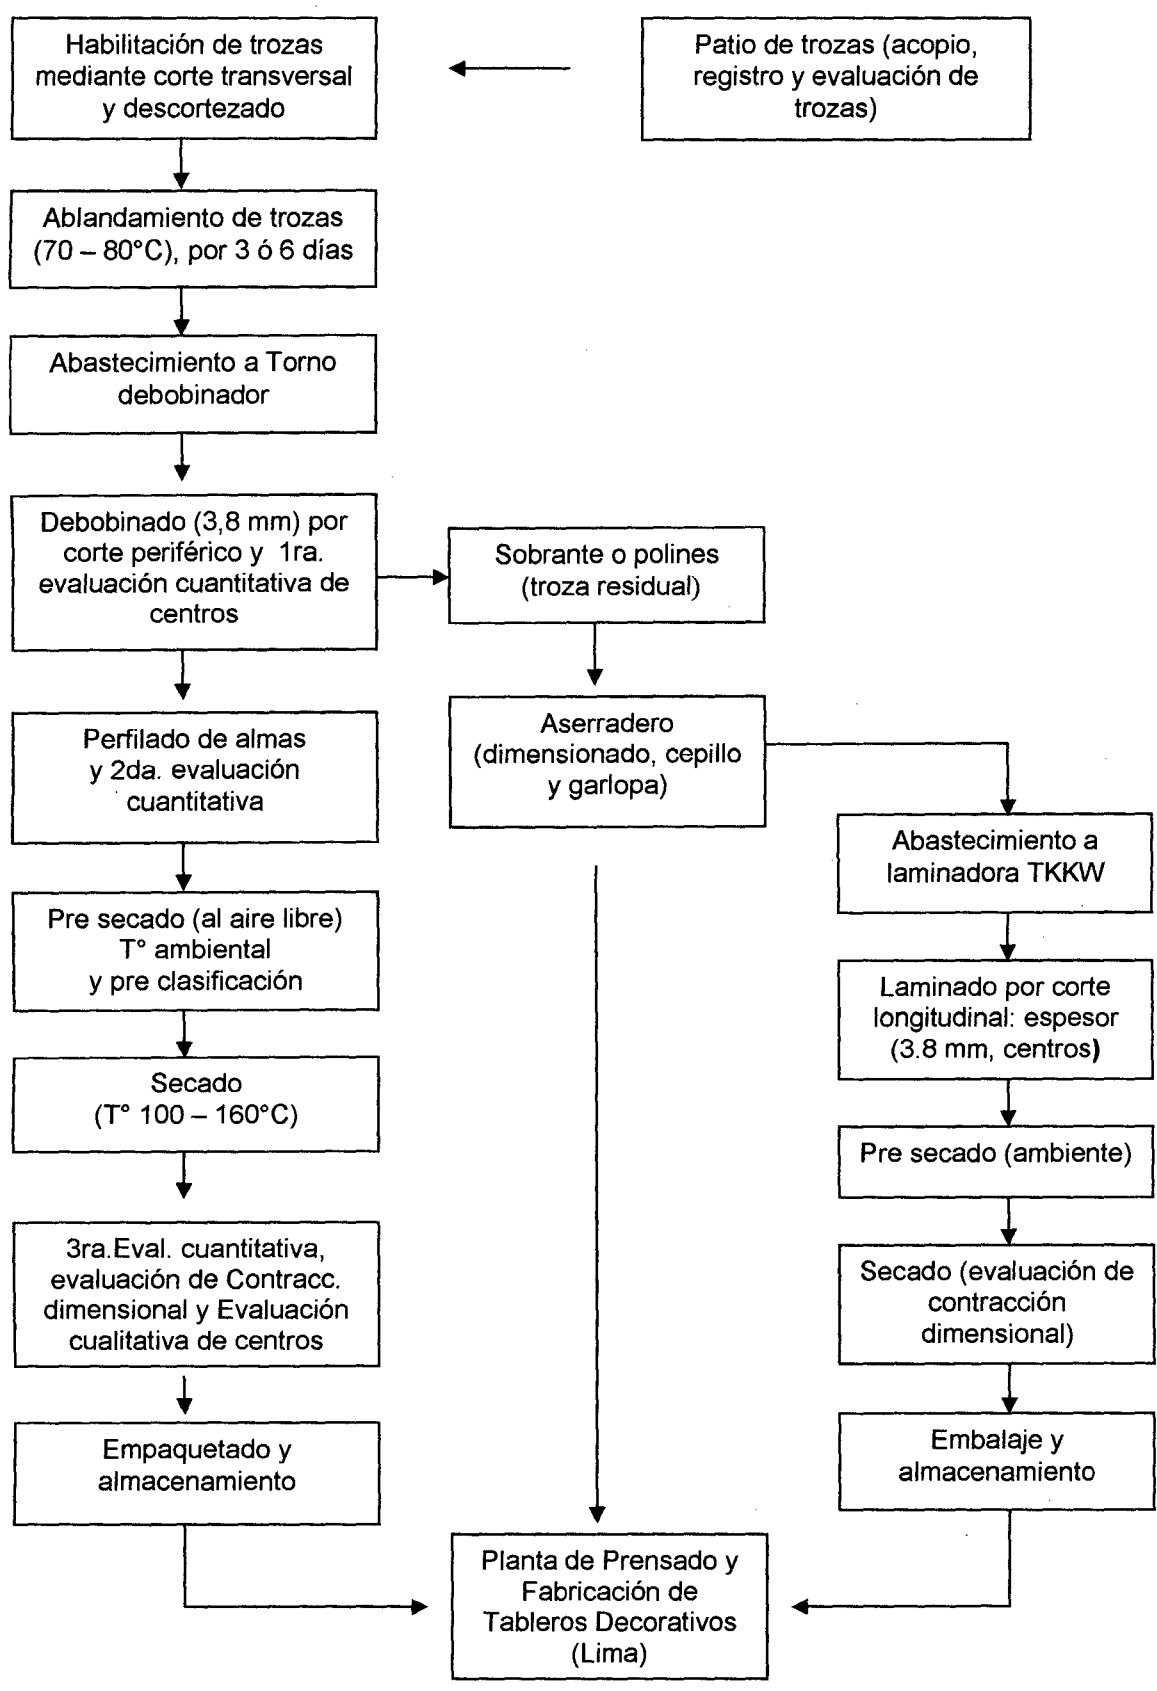 Patio de trozas (acopio,
registro y evaluación de
trozas)
Habilitación de trozas
mediante corte transversal
y descortezado
Ablandamiento de trozas
(70 – 80°C), por 3 ó 6 días
Abastecimiento a Torno
debobinador
Debobinado (3,8 mm) por
corte periférico y 1ra.
evaluación cuantitativa de
centros
Perfilado de almas
y 2da. evaluación
cuantitativa
Pre secado (al aire libre)
T° ambiental
y pre clasificación
Secado
(T° 100 – 160°C)
3ra.Eval. cuantitativa,
evaluación de Contracc.
dimensional y Evaluación
cualitativa de centros
Empaquetado y
almacenamiento
Sobrante o polines
(troza residual)
Aserradero
(dimensionado, cepillo
y garlopa)
Abastecimiento a
laminadora TKKW
Laminado por corte
longitudinal: espesor
(3.8 mm, centros)
Pre secado (ambiente)
Secado (evaluación de
contracción
dimensional)
Embalaje y
almacenamiento
Planta de Prensado y
Fabricación de
Tableros Decorativos
(Lima)